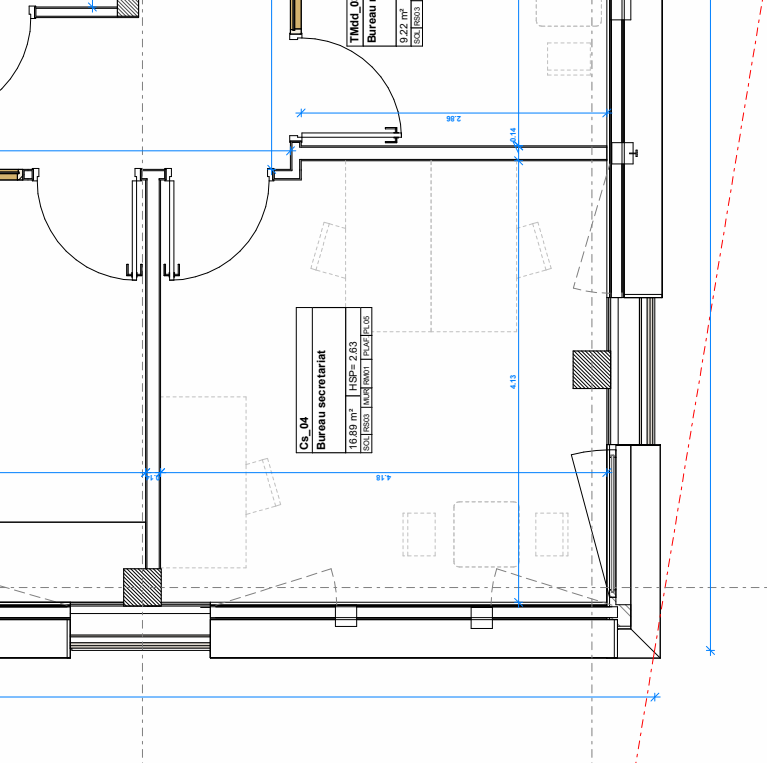 TMdd_0
Bureau
9.22 m²
SOL RS03
2.86
0.14
Cs_04
Bureau secretariat
16.89 m² HSP= 2.63
SOL RS03 MUR RM01 PLAF PL05
4.13
4.18